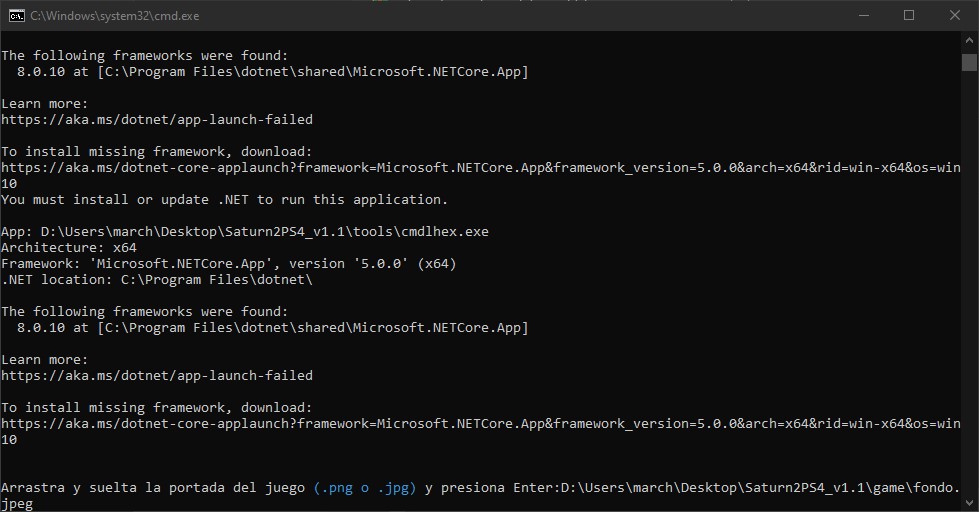 C:\Windows\system32\cmd.exe
The following frameworks were found:
8.0.10 at [C:\Program Files\dotnet\shared\Microsoft.NETCore.App]
Learn more:
https://aka.ms/dotnet/app-launch-failed
To install missing framework, download:
https://aka.ms/dotnet-core-applaunch?framework=Microsoft.NETCore.App&framework_version=5.0.0&arch=x64&rid=win-x64&os=win
10
You must install or update .NET to run this application.
App: D:\Users\march\Desktop\Saturn2PS4_v1.1\tools\cmdlhex.exe
Architecture: x64
Framework: 'Microsoft.NETCore.App', version '5.0.0' (x64)
.NET location: C:\Program Files\dotnet\
The following frameworks were found:
8.0.10 at [C:\Program Files\dotnet\shared\Microsoft.NETCore.App]
Learn more:
https://aka.ms/dotnet/app-launch-failed
To install missing framework, download:
https://aka.ms/dotnet-core-applaunch?framework=Microsoft.NETCore.App&framework_version=5.0.0&arch=x64&rid=win-x64&os=win
10
Arrastra y suelta la portada del juego (.png o .jpg) y presiona Enter:D:\Users\march\Desktop\Saturn2PS4_v1.1\game\fondo.
jpeg